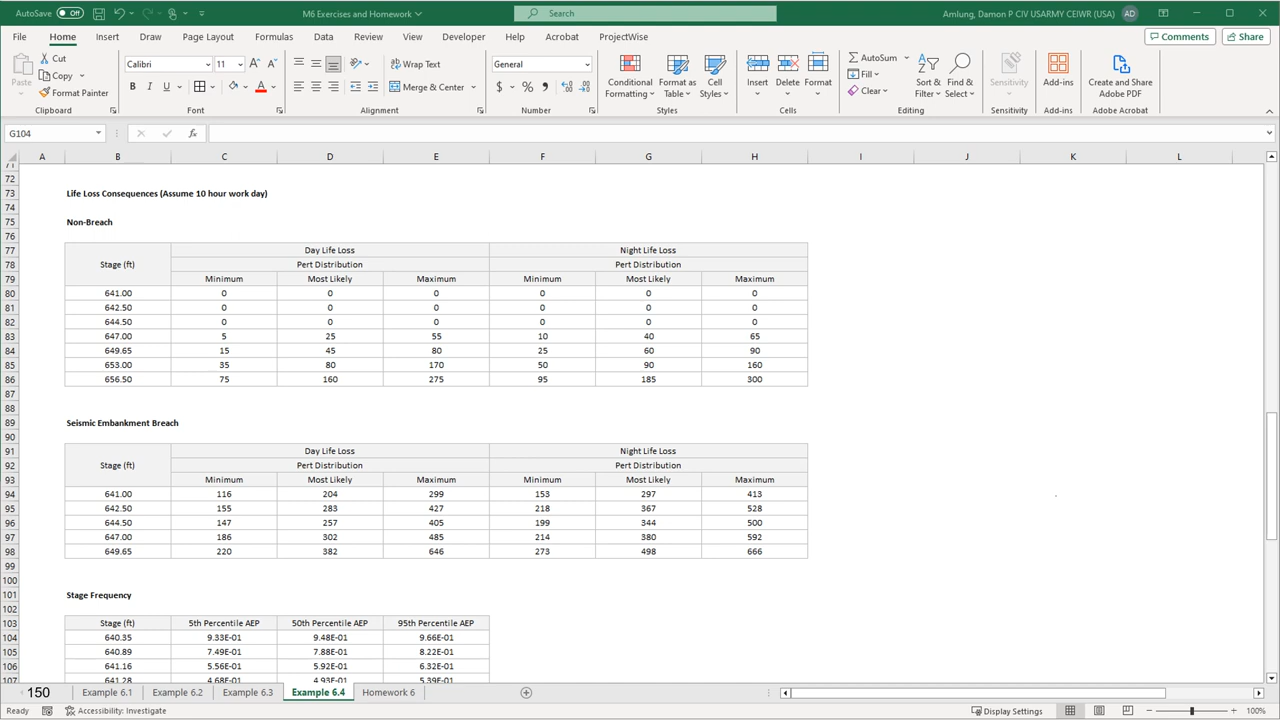 AutoSave Off M6 Exercises and Homework Search Amlung, Damon P CIV USARMY CEIWR (USA) AD
File Home Insert Draw Page Layout Formulas Data Review View Developer Help Acrobat ProjectWise Comments Share
Paste Cut Copy Format Painter Clipboard
Calibri 11 B I U A Font
Wrap Text Merge & Center Alignment
General $ % Number
Conditional Formatting Format as Table Cell Styles Styles
Insert Delete Format Cells
AutoSum Fill Clear Sort & Filter Find & Select Editing
Sensitivity Sensitivity
Add-ins Add-ins
Create and Share Adobe PDF Adobe Acrobat
G104 fx
A B C D E F G H I J K L
71
72
73 Life Loss Consequences (Assume 10 hour work day)
74
75 Non-Breach
76
77 Day Life Loss Night Life Loss
78 Stage (ft) Pert Distribution Pert Distribution
79 Minimum Most Likely Maximum Minimum Most Likely Maximum
80 641.00 0 0 0 0 0 0
81 642.50 0 0 0 0 0 0
82 644.50 0 0 0 0 0 0
83 647.00 5 25 55 10 40 65
84 649.65 15 45 80 25 60 90
85 653.00 35 80 170 50 90 160
86 656.50 75 160 275 95 185 300
87
88
89 Seismic Embankment Breach
90
91 Day Life Loss Night Life Loss
92 Stage (ft) Pert Distribution Pert Distribution
93 Minimum Most Likely Maximum Minimum Most Likely Maximum
94 641.00 116 204 299 153 297 413
95 642.50 155 283 427 218 367 528
96 644.50 147 257 405 199 344 500
97 647.00 186 302 485 214 380 592
98 649.65 220 382 646 273 498 666
99
100
101 Stage Frequency
102
103 Stage (ft) 5th Percentile AEP 50th Percentile AEP 95th Percentile AEP
104 640.35 9.33E-01 9.48E-01 9.66E-01
105 640.89 7.49E-01 7.88E-01 8.22E-01
106 641.16 5.56E-01 5.92E-01 6.32E-01
107 641.28 4.68E-01 4.93E-01 5.39E-01
150 Example 6.1 Example 6.2 Example 6.3 Example 6.4 Homework 6
Ready Accessibility: Investigate Display Settings 100%